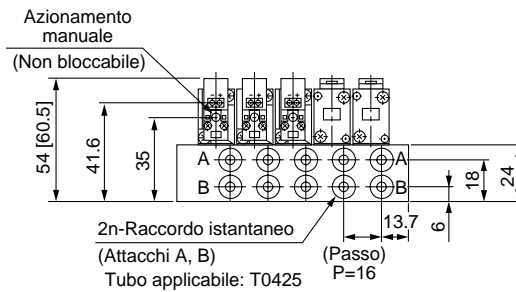 Azionamento
manuale
(Non bloccabile)
54 [60.5]
41.6
35
A
A
B
B
18
24
6
13.7
2n-Raccordo istantaneo
(Attacchi A, B)
Tubo applicabile: T0425
(Passo)
P=16